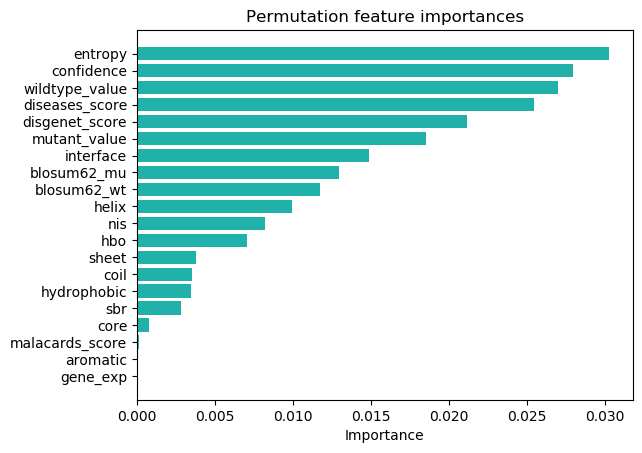 Permutation feature importances
entropy
confidence
wildtype_value
diseases_score
disgenet_score
mutant_value
interface
blosum62_mu
blosum62_wt
helix
nis
hbo
sheet
coil
hydrophobic
sbr
core
malacards_score
aromatic
gene_exp
0.000 0.005 0.010 0.015 0.020 0.025 0.030
Importance